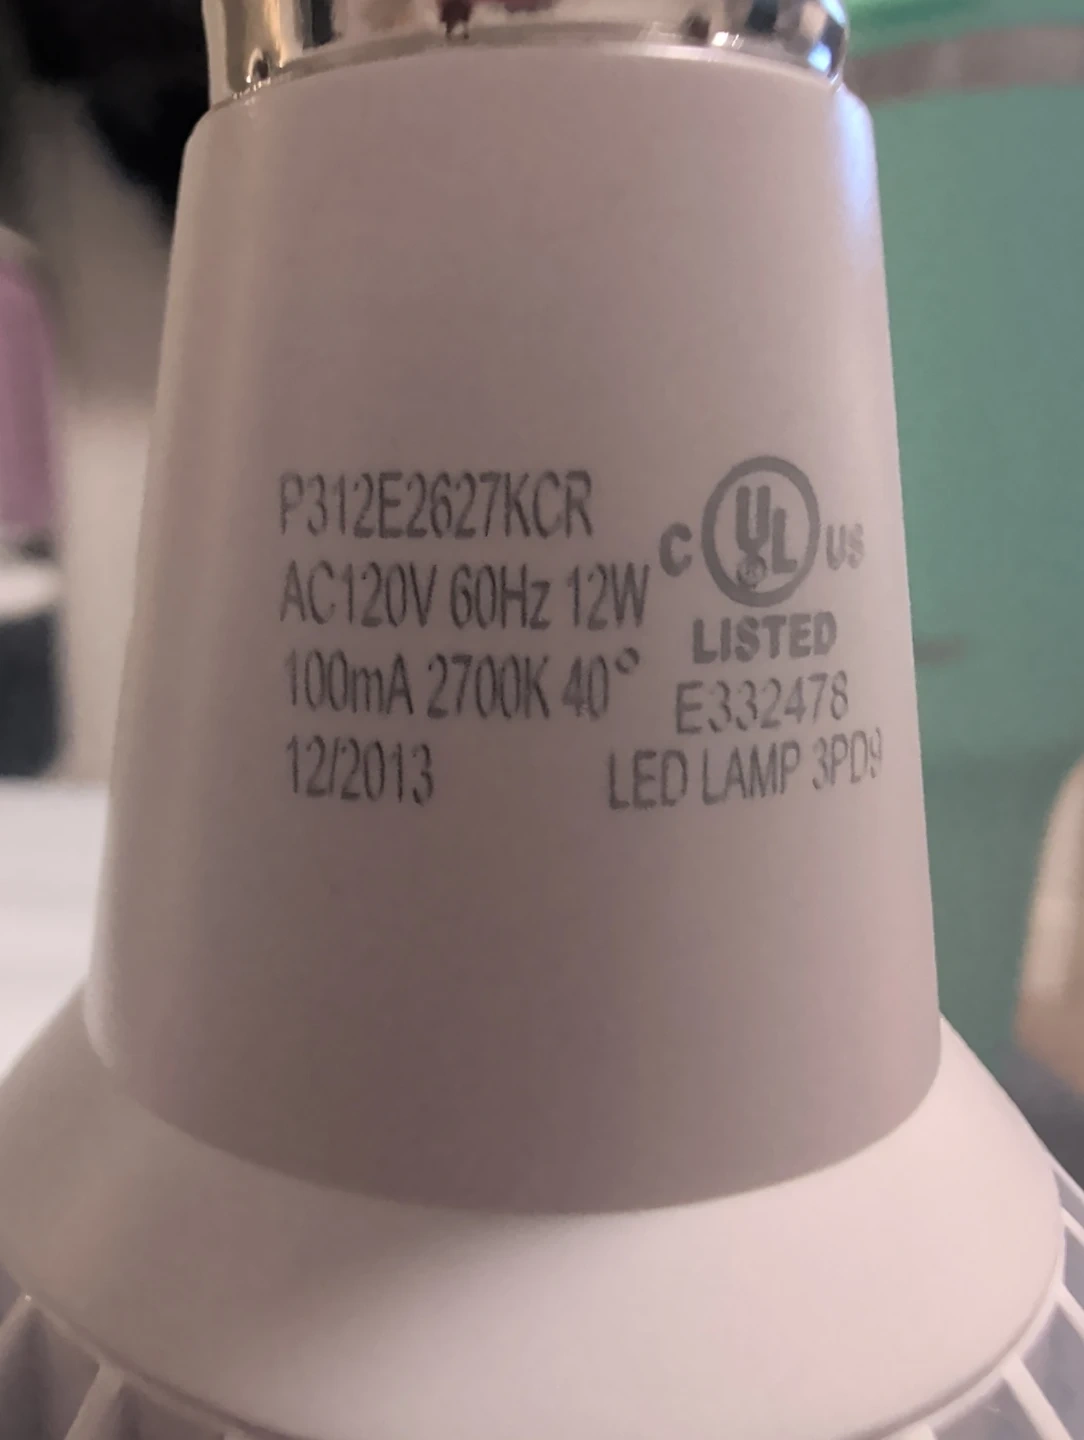 P312E2627KCR
AC120V 60Hz 12W
100mA 2700K 40°
12/2013
C UL US
LISTED
E332478
LED LAMP 3PD9